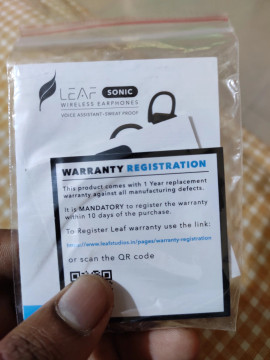 LEAF SONIC
WIRELESS EARPHONES
VOICE ASSISTANT· SWEAT PROOF
WARRANTY REGISTRATION
This product comes with 1 Year replacement
warranty against all manufacturing defects.
It is MANDATORY to register the warranty
within 10 days of the purchase.
To Register Leaf warranty use the link:
https://www.leafstudios.in/pages/warranty-registration
or scan the QR code